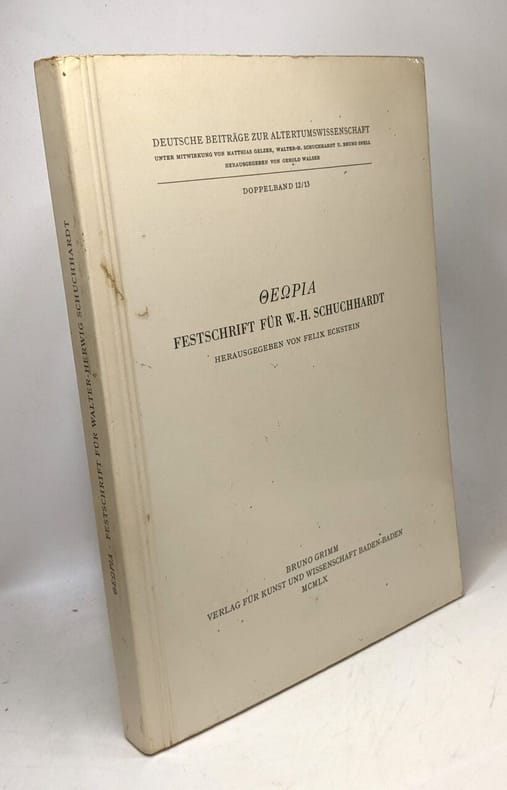 DEUTSCHE BEITRÄGE ZUR ALTERTUMSWISSENSCHAFT
UNTER MITWIRKUNG VON MATTHIAS GELZER, WALTER-H. SCHUCHHARDT U. BRUNO SNELL
HERAUSGEGEBEN VON GEROLD WALSER
DOPPELBAND 12/13
ΘΕΩΡΙΑ
FESTSCHRIFT FÜR W.-H. SCHUCHHARDT
HERAUSGEGEBEN VON FELIX ECKSTEIN
BRUNO GRIMM
VERLAG FÜR KUNST UND WISSENSCHAFT BADEN-BADEN
MCMLX
ΘΕΩΡΙΑ · FESTSCHRIFT FÜR WALTER-HERWIG SCHUCHHARDT